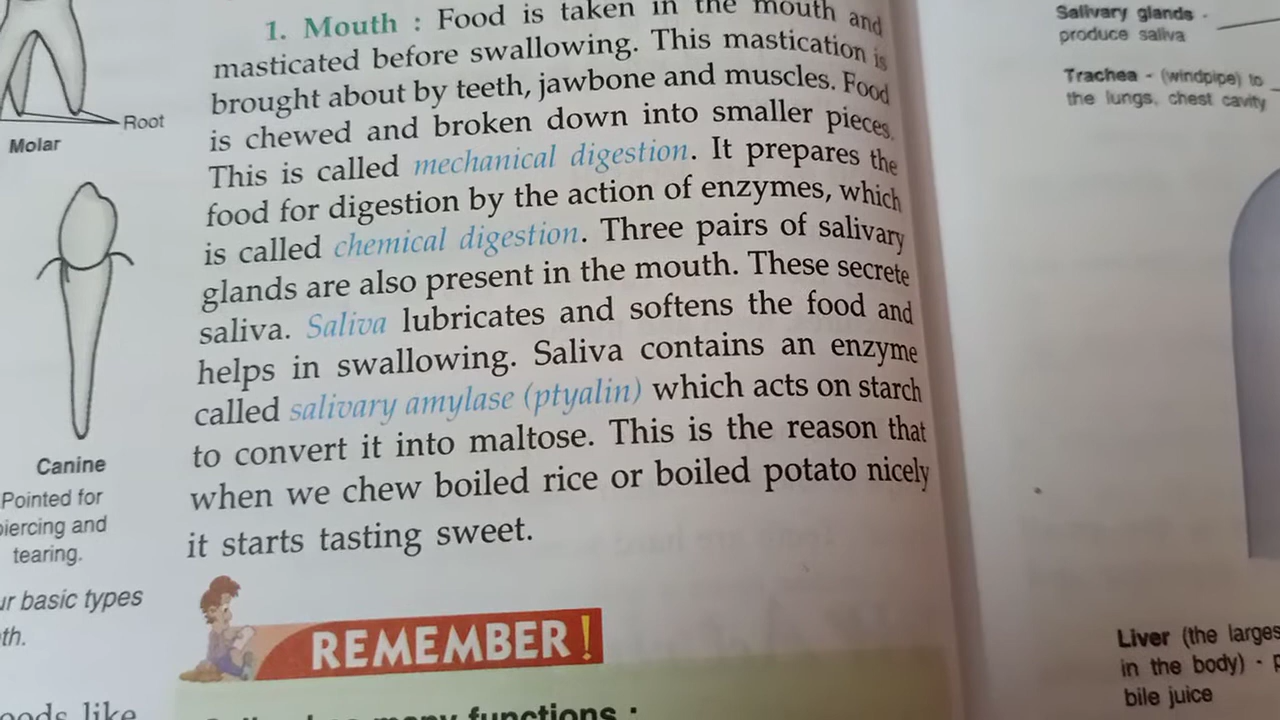 Root
Molar
Canine
Pointed for
piercing and
tearing.
basic types
1. Mouth : Food is taken in the mouth and
masticated before swallowing. This mastication is
brought about by teeth, jawbone and muscles. Food
is chewed and broken down into smaller pieces.
This is called mechanical digestion. It prepares the
food for digestion by the action of enzymes, which
is called chemical digestion. Three pairs of salivary
glands are also present in the mouth. These secrete
saliva. Saliva lubricates and softens the food and
helps in swallowing. Saliva contains an enzyme
called salivary amylase (ptyalin) which acts on starch
to convert it into maltose. This is the reason that
when we chew boiled rice or boiled potato nicely
it starts tasting sweet.
REMEMBER!
many functions :
like
Salivary glands -
produce saliva
Trachea - (windpipe) to
the lungs, chest cavity
Liver (the larges
in the body) -
bile juice